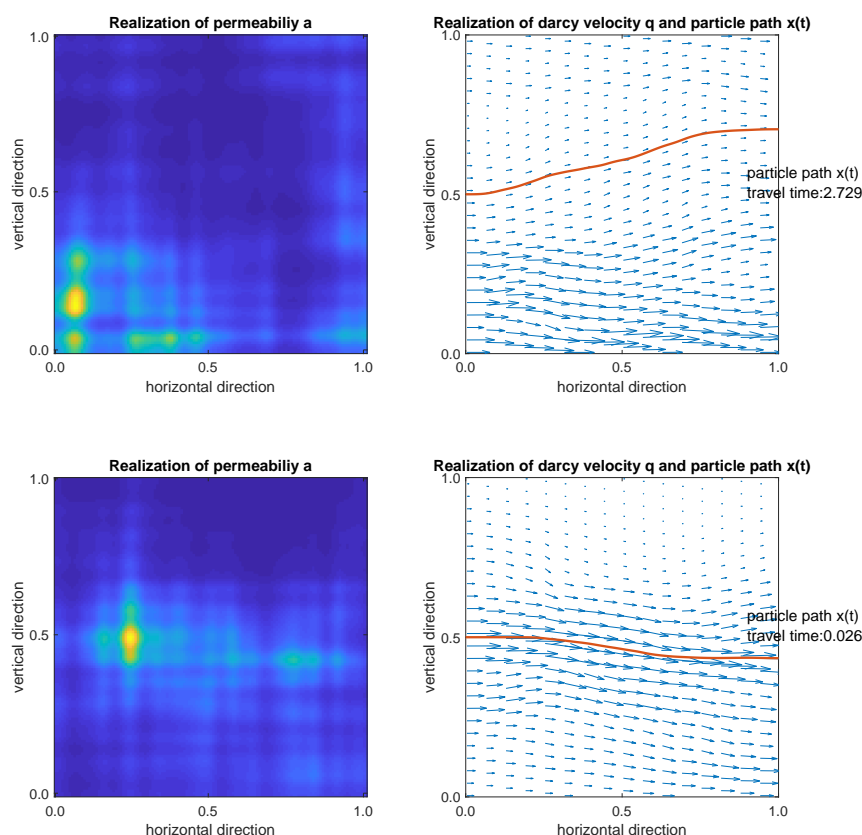 Realization of permeabiliy a
1.0
0.5
0.0
vertical direction
0.0
0.5
1.0
horizontal direction
Realization of darcy velocity q and particle path x(t)
1.0
0.5
0.0
vertical direction
particle path x(t)
travel time:2.729
0.0
0.5
1.0
horizontal direction
Realization of permeabiliy a
1.0
0.5
0.0
vertical direction
0.0
0.5
1.0
horizontal direction
Realization of darcy velocity q and particle path x(t)
1.0
0.5
0.0
vertical direction
particle path x(t)
travel time:0.026
0.0
0.5
1.0
horizontal direction